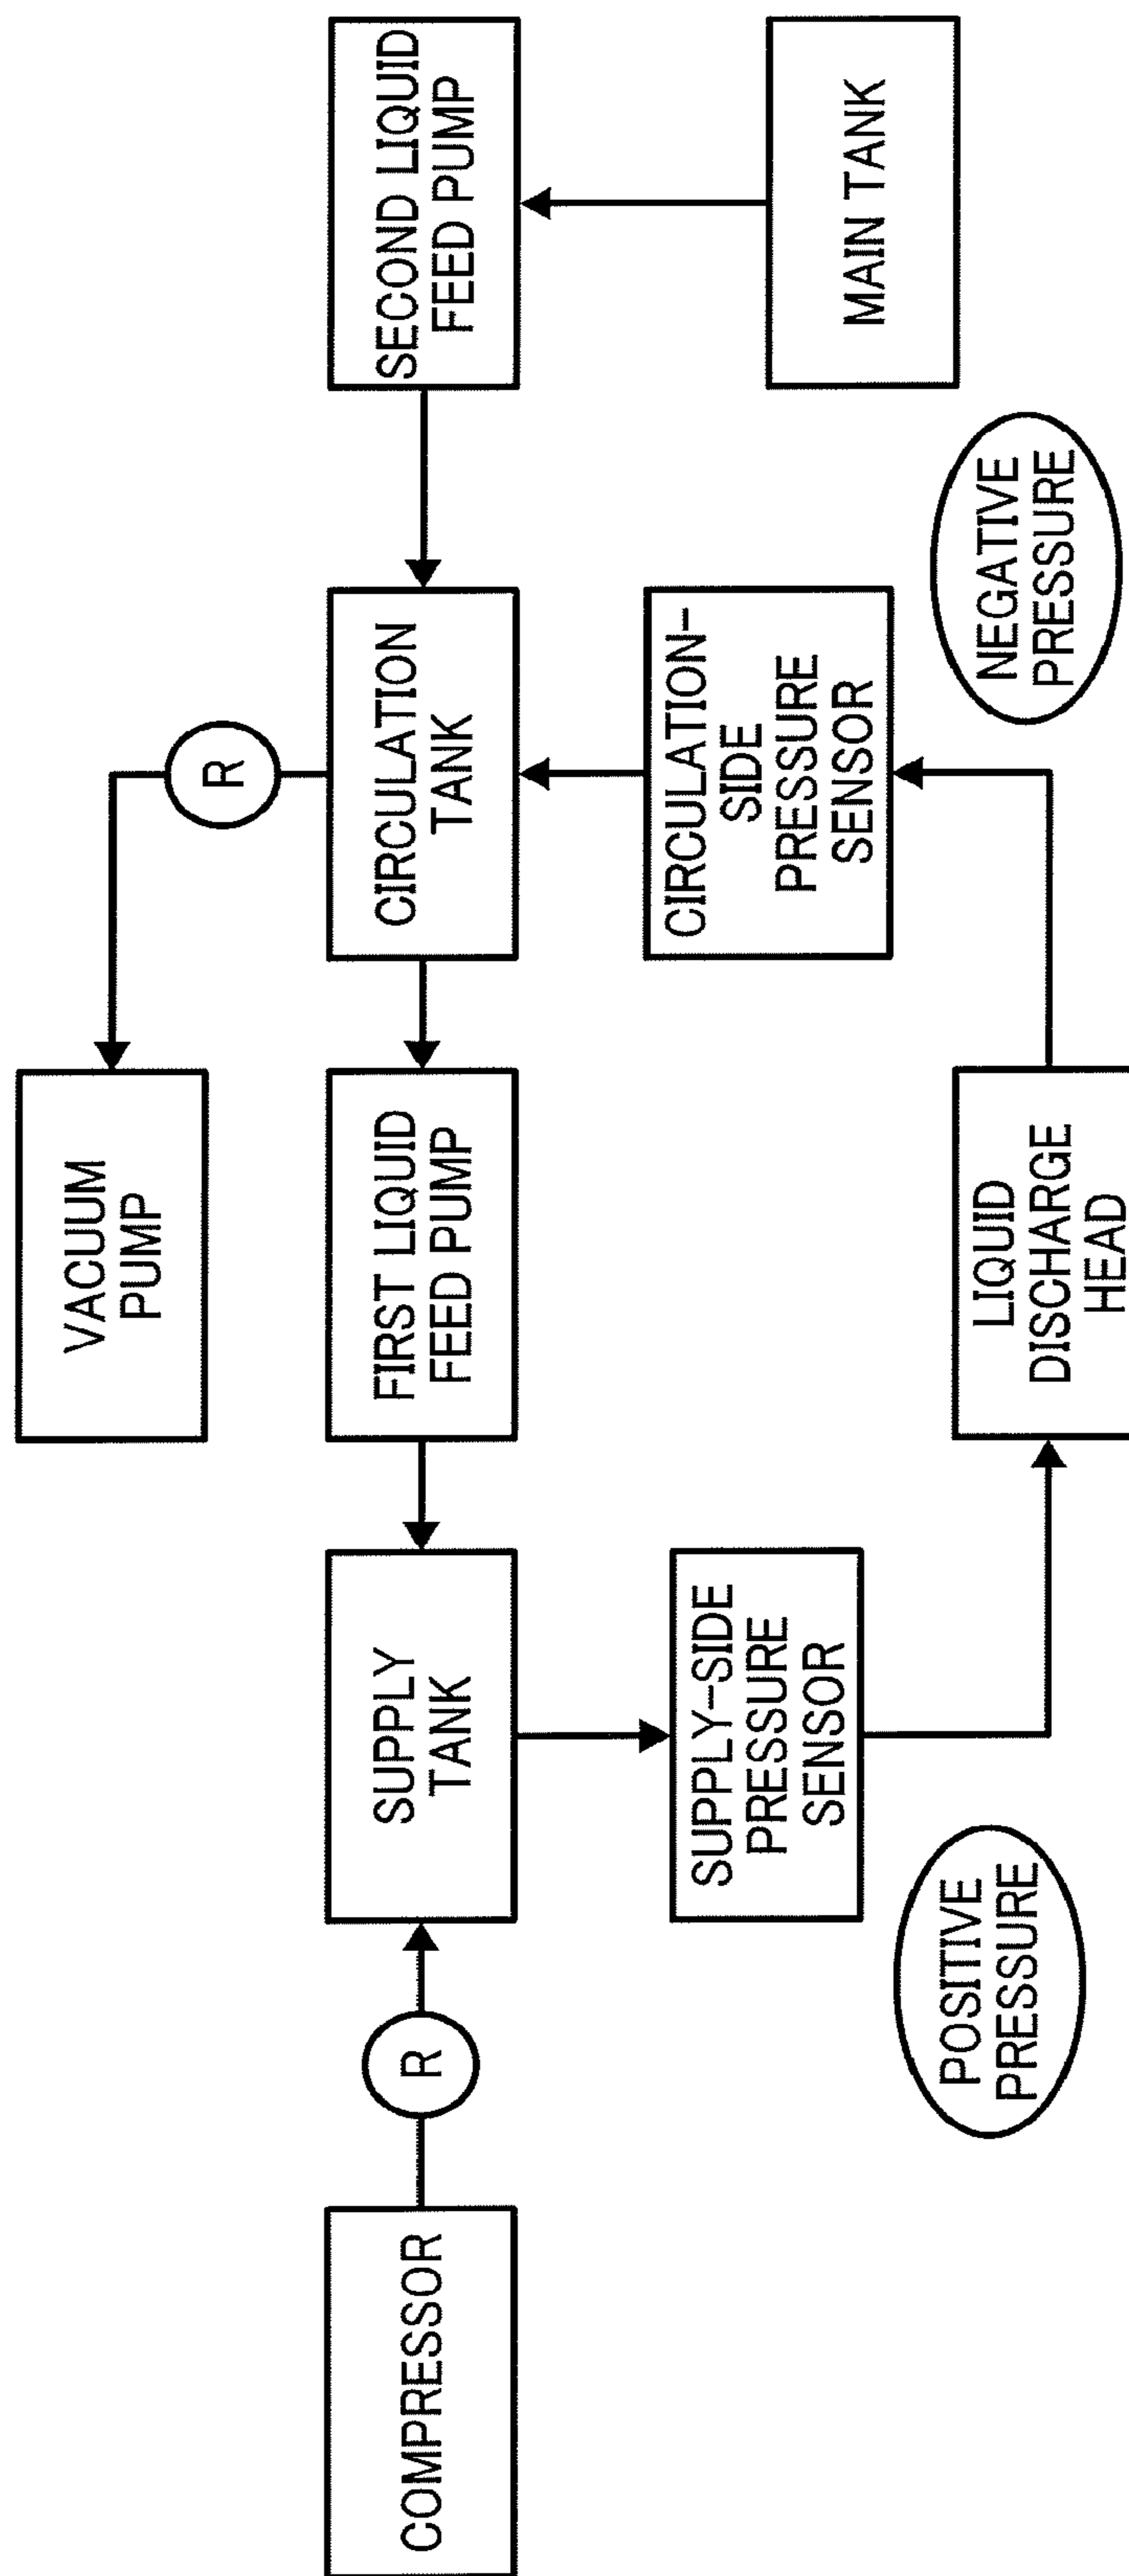 VACUUM
PUMP
R
COMPRESSOR
R
SUPPLY
TANK
FIRST LIQUID
FEED PUMP
CIRCULATION
TANK
SECOND LIQUID
FEED PUMP
SUPPLY-SIDE
PRESSURE
SENSOR
CIRCULATION-
SIDE
PRESSURE
SENSOR
MAIN TANK
POSITIVE
PRESSURE
LIQUID
DISCHARGE
HEAD
NEGATIVE
PRESSURE